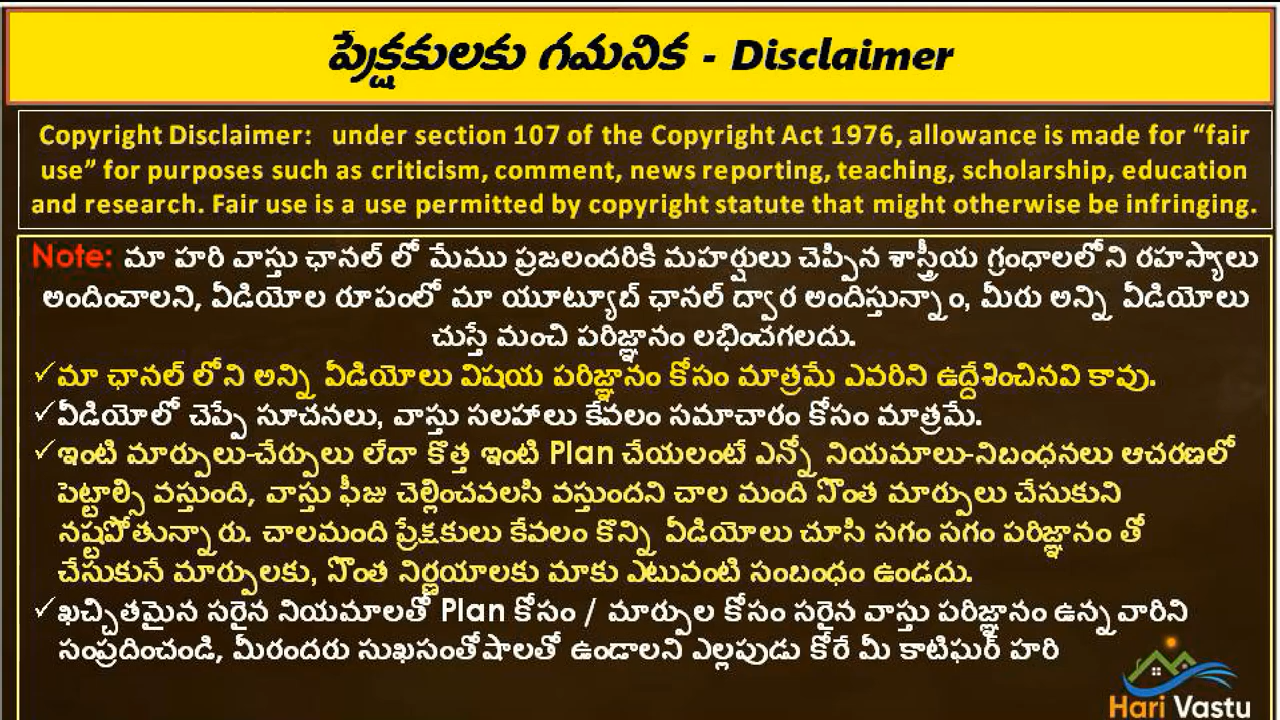 ప్రేక్షకులకు గమనిక - Disclaimer
Copyright Disclaimer: under section 107 of the Copyright Act 1976, allowance is made for “fair
use” for purposes such as criticism, comment, news reporting, teaching, scholarship, education
and research. Fair use is a use permitted by copyright statute that might otherwise be infringing.
Note: మా హరి వాస్తు ఛానల్ లో మేము ప్రజలందరికి మహర్షులు చెప్పిన శాస్త్రీయ గ్రంధాలలోని రహస్యాలు
అందించాలని, వీడియోల రూపంలో మా యూట్యూబ్ ఛానల్ ద్వార అందిస్తున్నాం, మీరు అన్ని వీడియోలు
చుస్తే మంచి పరిజ్ఞానం లభించగలదు.
✓మా ఛానల్ లోని అన్ని వీడియోలు విషయ పరిజ్ఞానం కోసం మాత్రమే ఎవరిని ఉద్దేశించినవి కావు.
✓వీడియోలో చెప్పే సూచనలు, వాస్తు సలహాలు కేవలం సమాచారం కోసం మాత్రమే.
✓ఇంటి మార్పులు-చేర్పులు లేదా కొత్త ఇంటి Plan చేయలంటే ఎన్నో నియమాలు-నిబంధనలు ఆచరణలో
పెట్టాల్సి వస్తుంది, వాస్తు ఫీజు చెల్లించవలసి వస్తుందని చాల మంది సొంత మార్పులు చేసుకుని
నష్టపోతున్నారు. చాలమంది ప్రేక్షకులు కేవలం కొన్ని వీడియోలు చూసి సగం సగం పరిజ్ఞానం తో
చేసుకునే మార్పులకు, సొంత నిర్ణయాలకు మాకు ఎటువంటి సంబంధం ఉండదు.
✓ఖచ్చితమైన సరైన నియమాలతో Plan కోసం / మార్పుల కోసం సరైన వాస్తు పరిజ్ఞానం ఉన్నవారిని
సంప్రదించండి, మీరందరు సుఖసంతోషాలతో ఉండాలని ఎల్లపుడు కోరే మీ కాటిఘర్ హరి
Hari Vastu